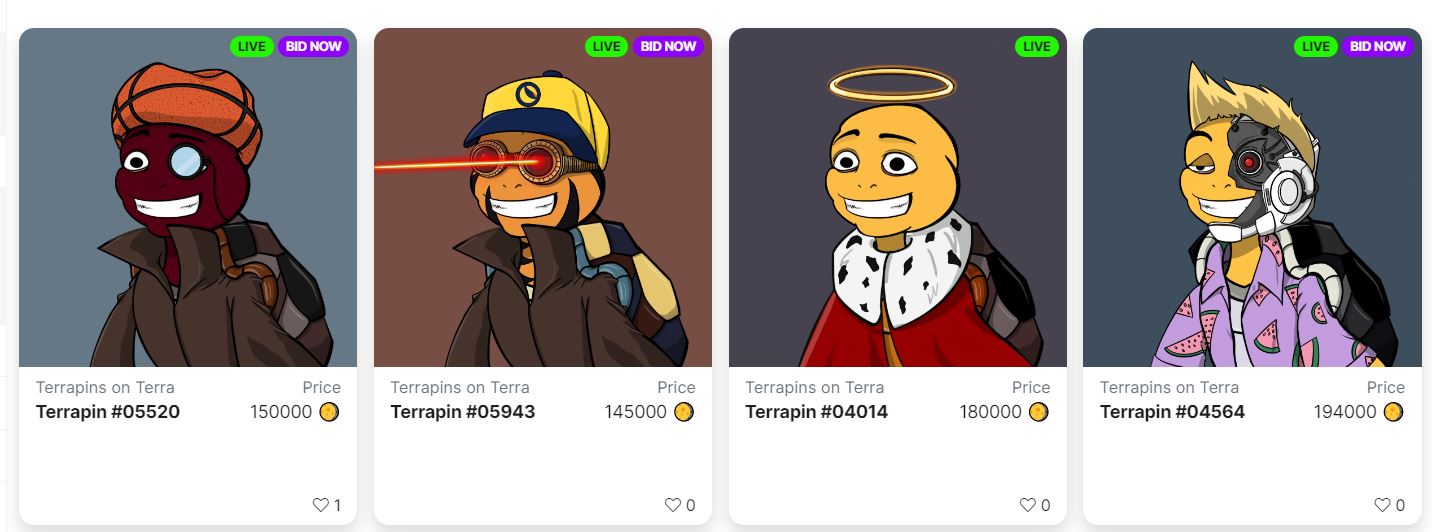 LIVE BID NOW
LIVE BID NOW
LIVE
LIVE BID NOW
Terrapins on Terra Price
Terrapin #05520 150000
1
Terrapins on Terra Price
Terrapin #05943 145000
0
Terrapins on Terra Price
Terrapin #04014 180000
0
Terrapins on Terra Price
Terrapin #04564 194000
0